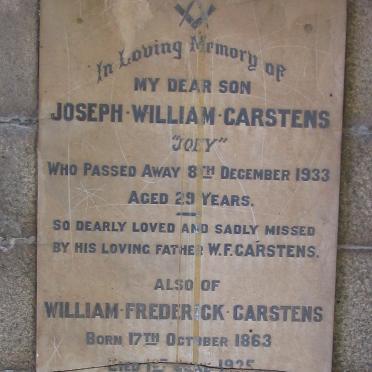 In Loving Memory of
MY DEAR SON
JOSEPH·WILLIAM·CARSTENS
"JOEY"
WHO PASSED AWAY 8TH DECEMBER 1933
AGED 29 YEARS.
SO DEARLY LOVED AND SADLY MISSED
BY HIS LOVING FATHER W.F. CARSTENS.
ALSO OF
WILLIAM·FREDERICK·CARSTENS
BORN 17TH OCTOBER 1863
DIED 1935